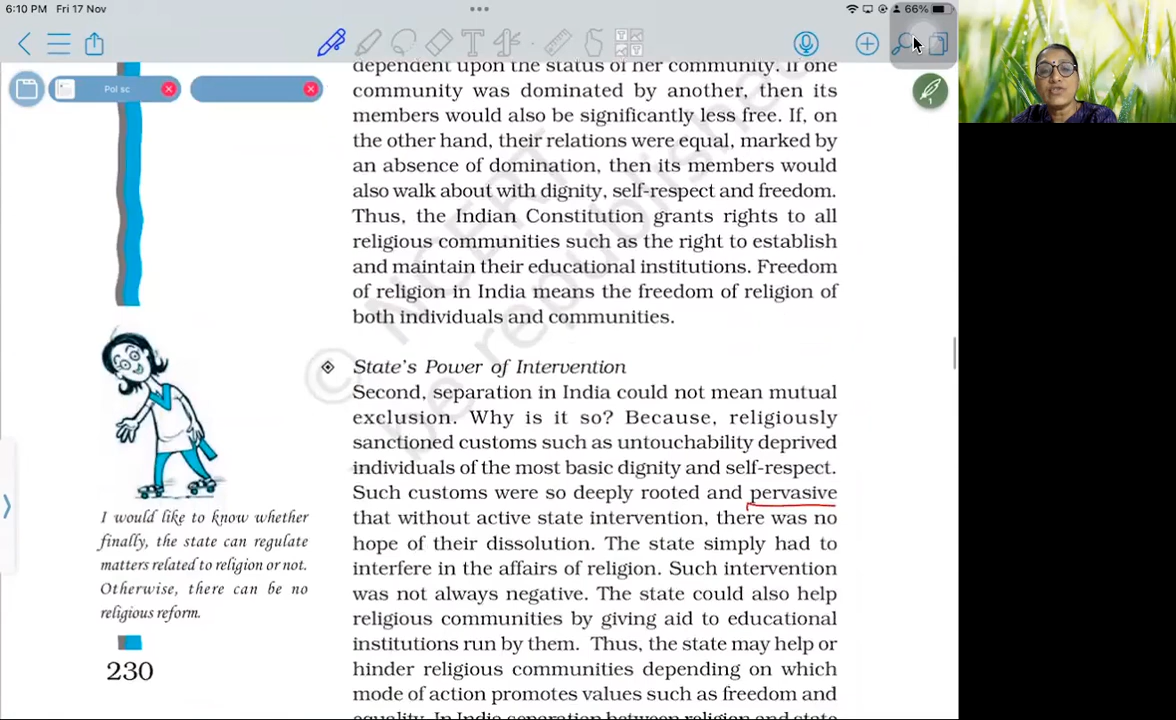 6:10 PM Fri 17 Nov
66%
Pol sc
1
dependent upon the status of her community. If one
community was dominated by another, then its
members would also be significantly less free. If, on
the other hand, their relations were equal, marked by
an absence of domination, then its members would
also walk about with dignity, self-respect and freedom.
Thus, the Indian Constitution grants rights to all
religious communities such as the right to establish
and maintain their educational institutions. Freedom
of religion in India means the freedom of religion of
both individuals and communities.
State's Power of Intervention
Second, separation in India could not mean mutual
exclusion. Why is it so? Because, religiously
sanctioned customs such as untouchability deprived
individuals of the most basic dignity and self-respect.
Such customs were so deeply rooted and pervasive
that without active state intervention, there was no
hope of their dissolution. The state simply had to
interfere in the affairs of religion. Such intervention
was not always negative. The state could also help
religious communities by giving aid to educational
institutions run by them. Thus, the state may help or
hinder religious communities depending on which
mode of action promotes values such as freedom and
equality. In India separation between religion and state
I would like to know whether
finally, the state can regulate
matters related to religion or not.
Otherwise, there can be no
religious reform.
230
© NCERT
be republished